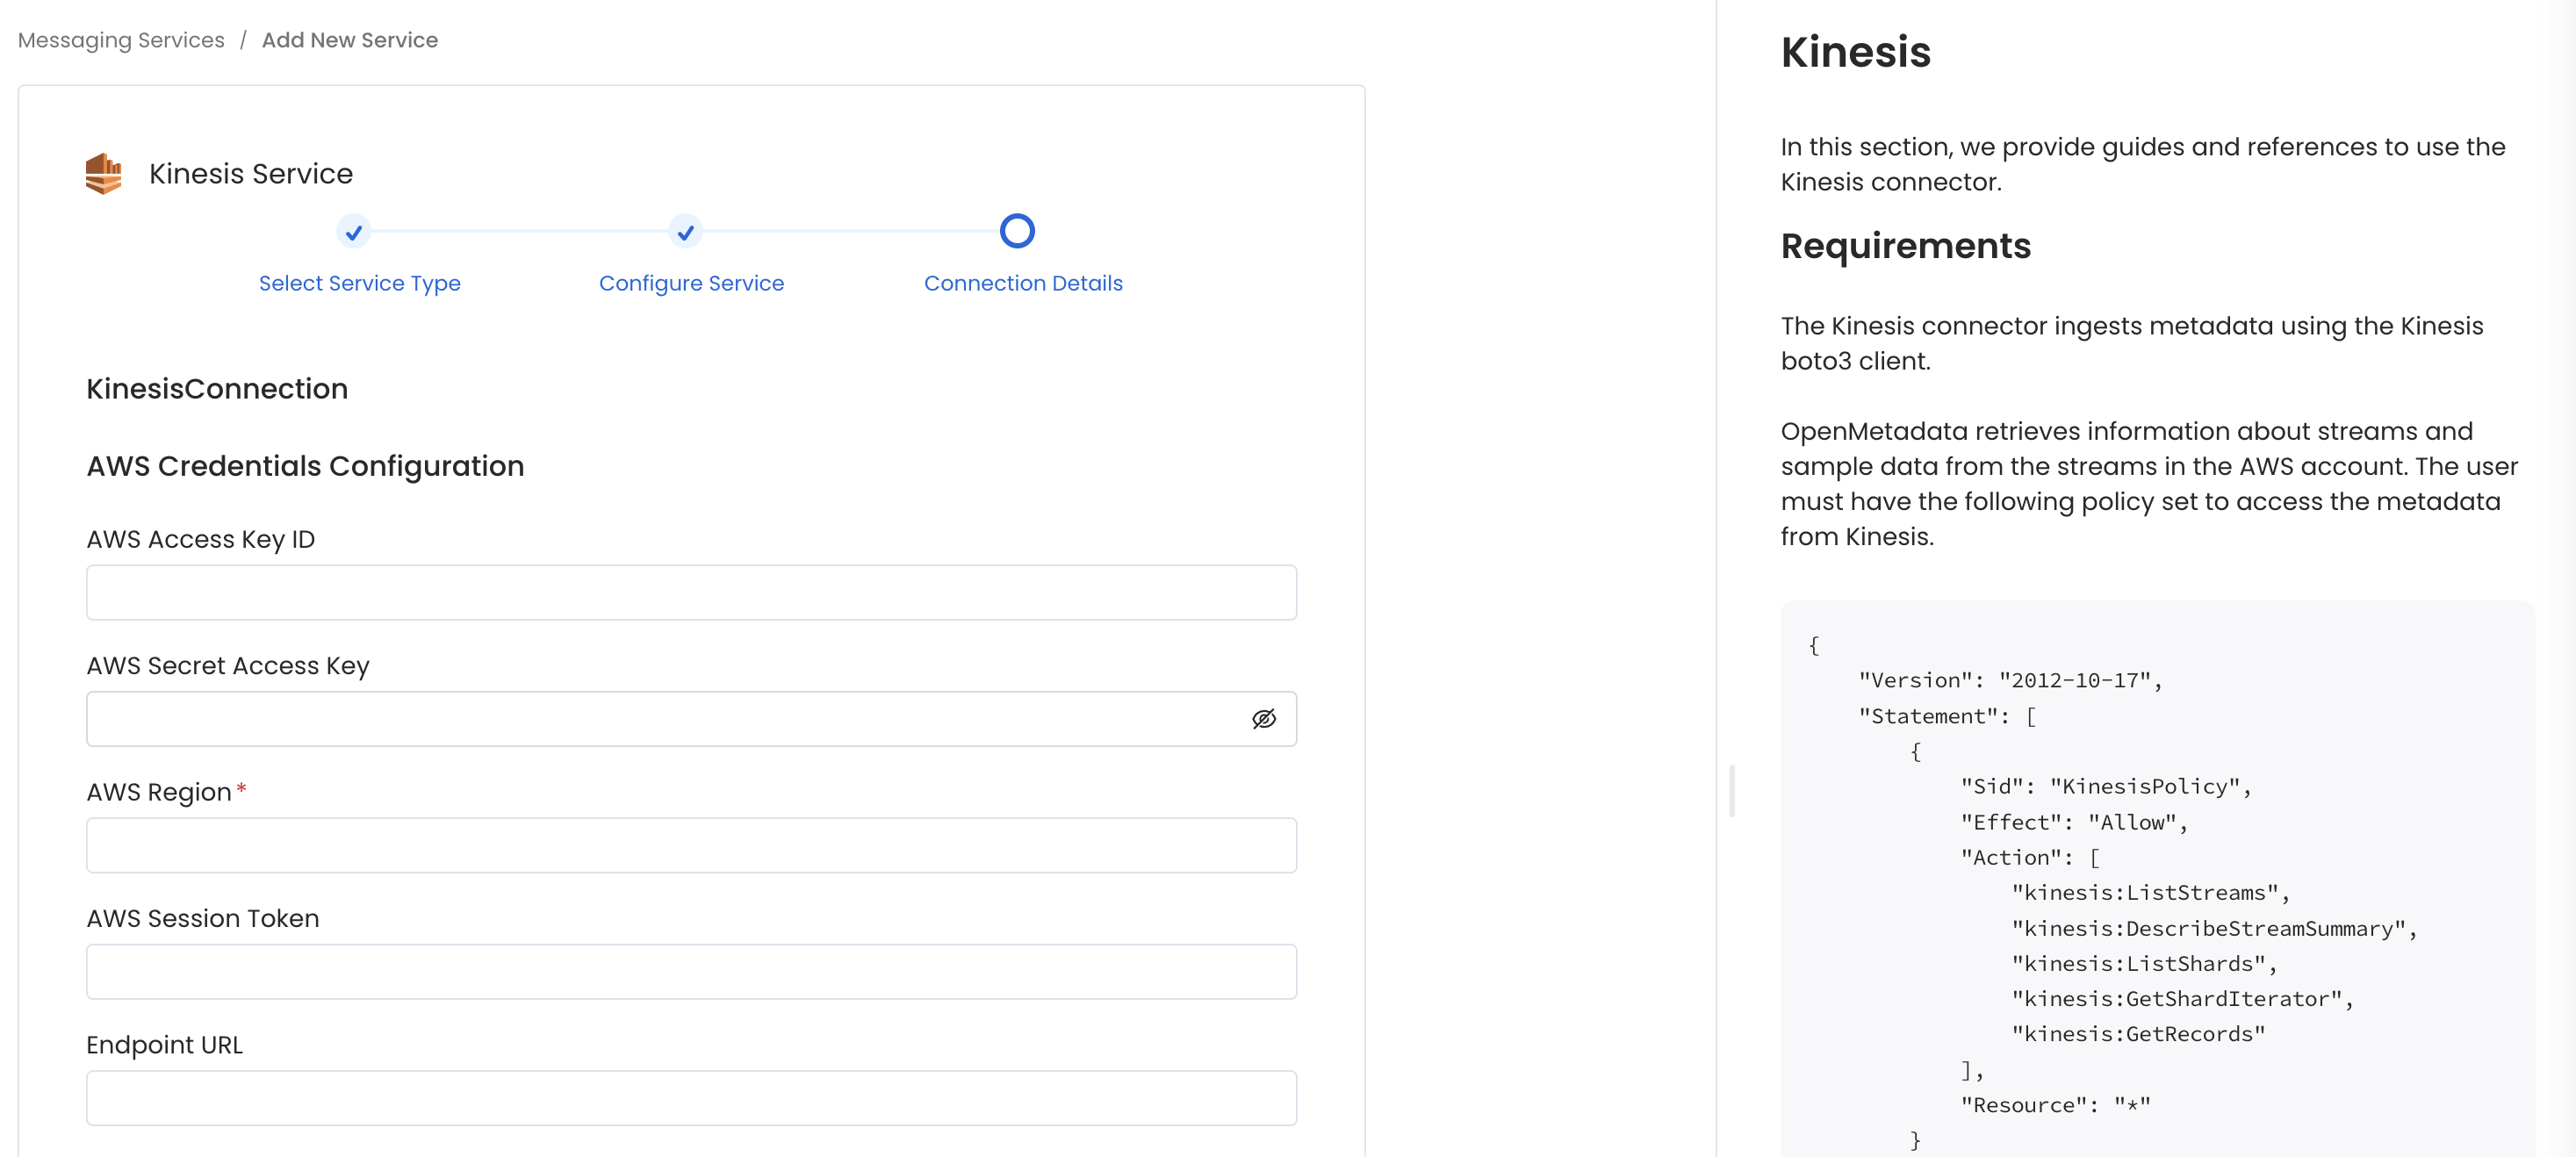 Messaging Services / Add New Service
Kinesis Service
Select Service Type
Configure Service
Connection Details
KinesisConnection
AWS Credentials Configuration
AWS Access Key ID
AWS Secret Access Key
AWS Region*
AWS Session Token
Endpoint URL
Kinesis
In this section, we provide guides and references to use the
Kinesis connector.
Requirements
The Kinesis connector ingests metadata using the Kinesis
boto3 client.
OpenMetadata retrieves information about streams and
sample data from the streams in the AWS account. The user
must have the following policy set to access the metadata
from Kinesis.
{
    "Version": "2012-10-17",
    "Statement": [
        {
            "Sid": "KinesisPolicy",
            "Effect": "Allow",
            "Action": [
                "kinesis:ListStreams",
                "kinesis:DescribeStreamSummary",
                "kinesis:ListShards",
                "kinesis:GetShardIterator",
                "kinesis:GetRecords"
            ],
            "Resource": "*"
        }